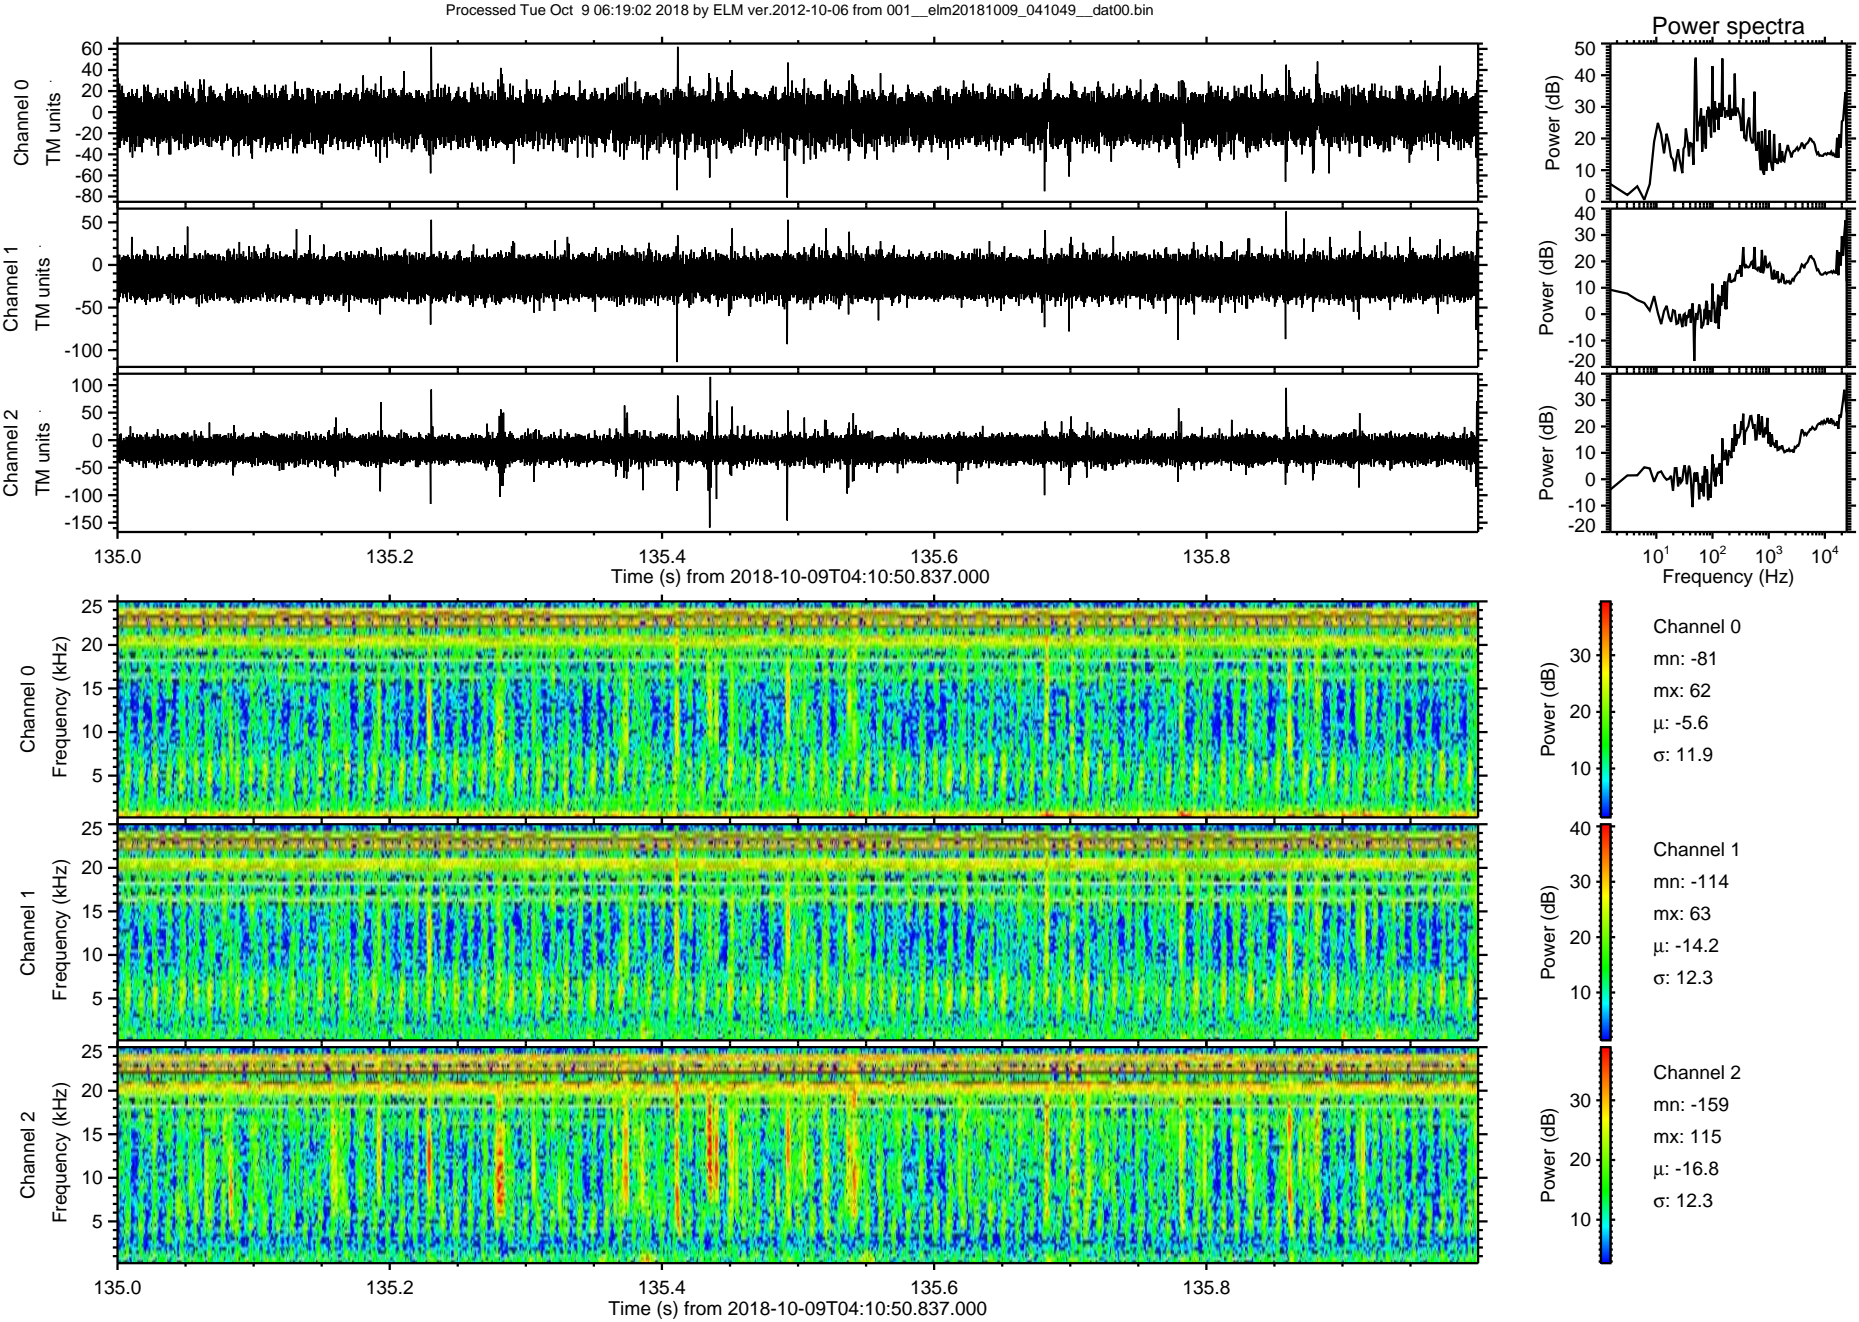 Processed Tue Oct  9 06:19:02 2018 by ELM ver.2012-10-06 from 001__elm20181009_041049__dat00.bin
Power spectra
Channel 0
TM units
60
40
20
0
-20
-40
-60
-80
Power (dB)
50
40
30
20
10
0
Channel 1
TM units
50
0
-50
-100
Power (dB)
40
30
20
10
0
-10
-20
Channel 2
TM units
100
50
0
-50
-100
-150
Power (dB)
40
30
20
10
0
-10
-20
135.0
135.2
135.4
135.6
135.8
Time (s) from 2018-10-09T04:10:50.837.000
10¹
10²
10³
10⁴
Frequency (Hz)
Channel 0
Frequency (kHz)
25
20
15
10
5
Power (dB)
30
20
10
Channel 0
mn: -81
mx: 62
μ: -5.6
σ: 11.9
Channel 1
Frequency (kHz)
25
20
15
10
5
Power (dB)
40
30
20
10
Channel 1
mn: -114
mx: 63
μ: -14.2
σ: 12.3
Channel 2
Frequency (kHz)
25
20
15
10
5
Power (dB)
30
20
10
Channel 2
mn: -159
mx: 115
μ: -16.8
σ: 12.3
135.0
135.2
135.4
135.6
135.8
Time (s) from 2018-10-09T04:10:50.837.000